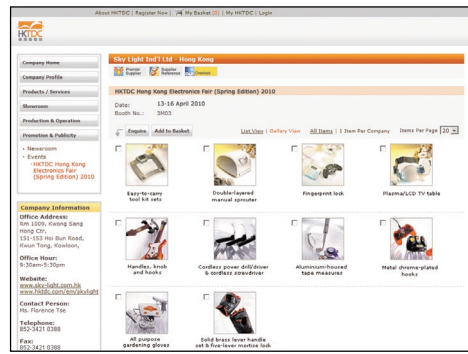 About HKTDC | Register Now | My Basket (0) | My HKTDC | Login
HKTDC
Company Home
Company Profile
Products / Services
Showroom
Production & Operation
Promotion & Publicity
Newsroom
Events
HKTDC Hong Kong
Electronics Fair
(Spring Edition) 2010
Company Information
Office Address:
Rm 1009, Kwang Sang
Hong Ctr,
151-153 Hoi Bun Road,
Kwun Tong, Kowloon,
Office Hour:
9:30am-5:30pm
Website:
www.sky-light.com.hk
www.hktdc.com/em/skylight
Contact Person:
Ms. Florence Tse
Telephone:
852-3421 0388
Fax:
852-3421 0388
Sky Light Ind'l Ltd - Hong Kong
Premier Supplier
Supplier Reference
HKTDC Hong Kong Electronics Fair (Spring Edition) 2010
Date: 13-16 April 2010
Booth No.: 3M03
Enquire Add to Basket List View | Gallery View All Items | 1 Item Per Company Items Per Page 20
Easy-to-carry
tool kit sets
Double-layered
manual sprouter
Fingerprint lock
Plasma/LCD TV table
Handles, knob
and hooks
Cordless power drill/driver
& cordless screwdriver
Aluminium-housed
tape measures
Metal chrome-plated
hooks
All purpose
gardening gloves
Solid brass lever handle
set & five-lever mortise lock